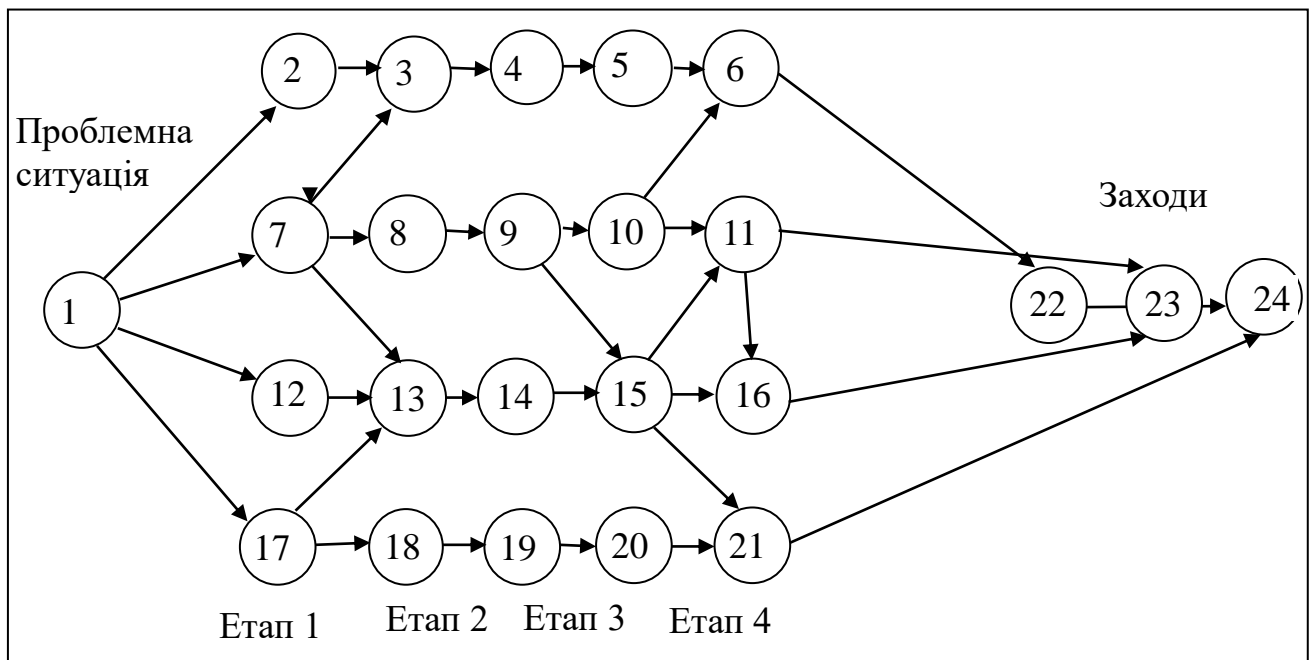 2 3 4 5 6
Проблемна
ситуація
Заходи
7 8 9 10 11
1 22 23 24
12 13 14 15 16
17 18 19 20 21
Етап 1 Етап 2 Етап 3 Етап 4